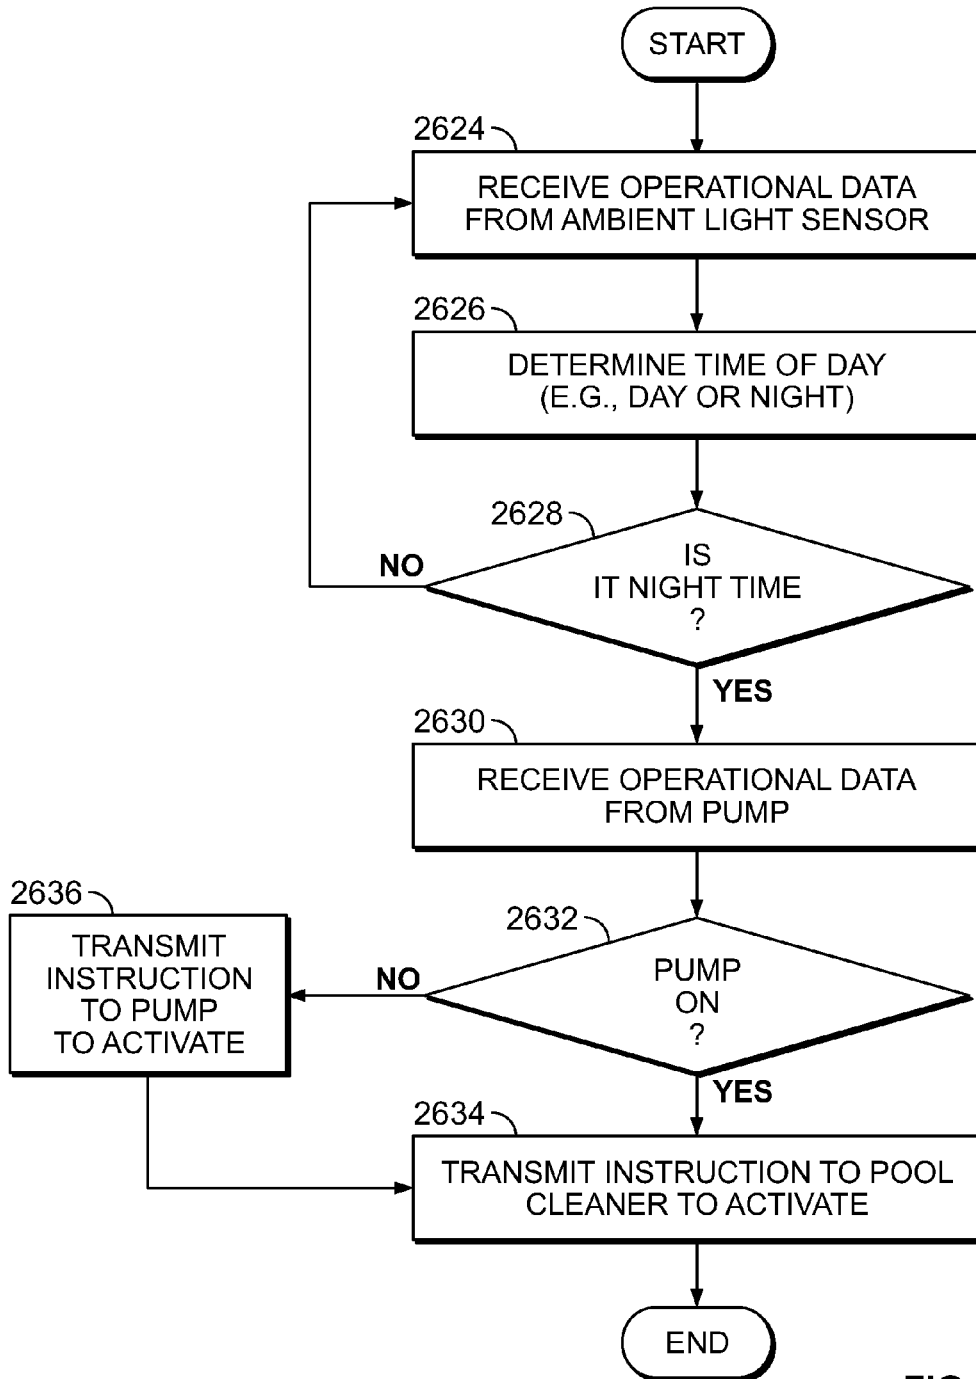 START
2624
RECEIVE OPERATIONAL DATA
FROM AMBIENT LIGHT SENSOR
2626
DETERMINE TIME OF DAY
(E.G., DAY OR NIGHT)
2628
IS
IT NIGHT TIME
?
NO
YES
2630
RECEIVE OPERATIONAL DATA
FROM PUMP
2632
PUMP
ON
?
NO
YES
2636
TRANSMIT
INSTRUCTION
TO PUMP
TO ACTIVATE
2634
TRANSMIT INSTRUCTION TO POOL
CLEANER TO ACTIVATE
END